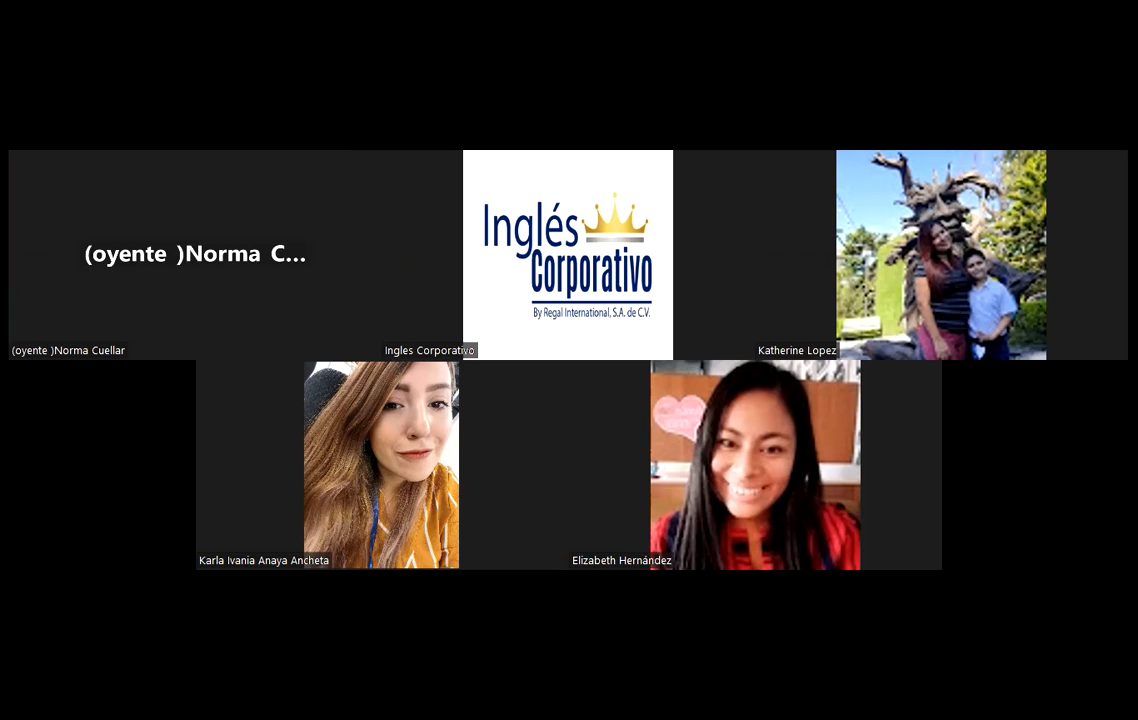 (oyente )Norma C...
(oyente )Norma Cuellar
Inglés
Corporativo
By Regal International, S.A. de C.V.
Ingles Corporativo
Katherine Lopez
Karla Ivania Anaya Ancheta
Elizabeth Hernández